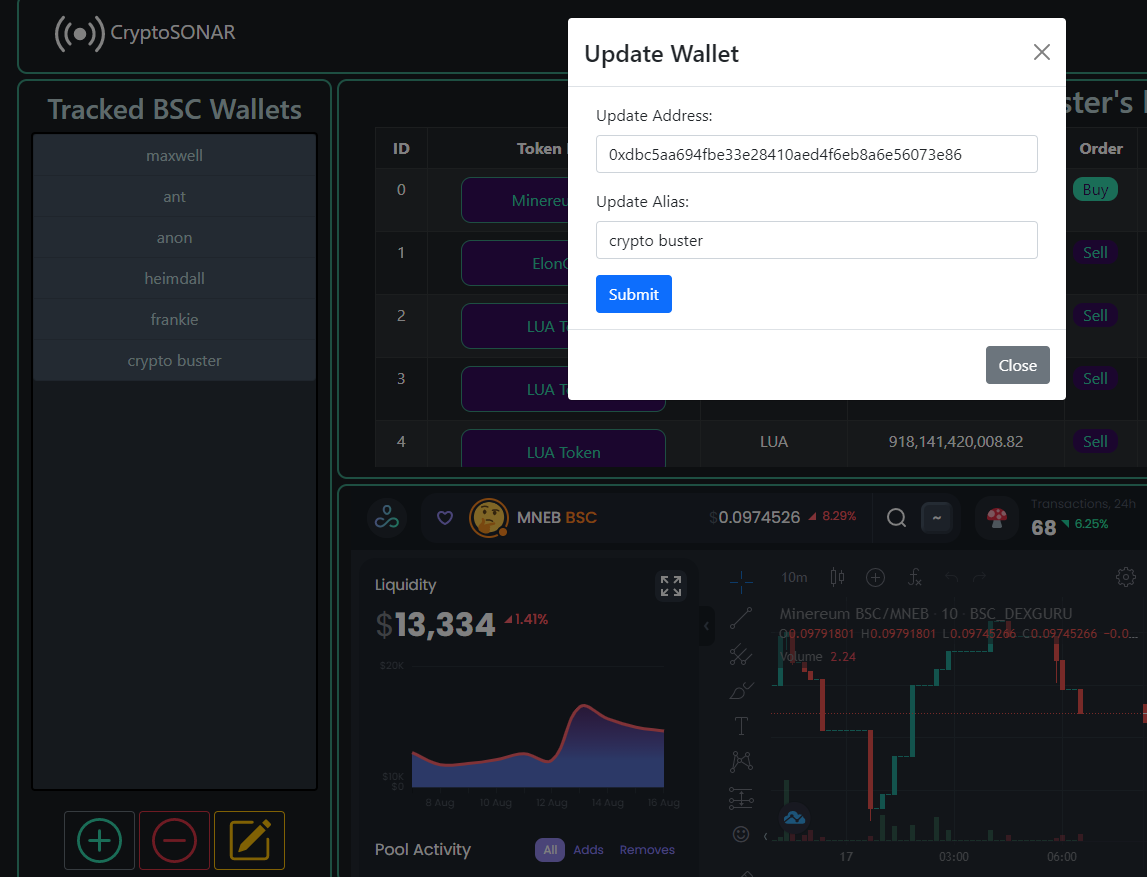 CryptoSONAR
Update Wallet
Update Address:
0xdbc5aa694fbe33e28410aed4f6eb8a6e56073e86
Update Alias:
crypto buster
Submit
Close
Tracked BSC Wallets
maxwell
ant
anon
heimdall
frankie
crypto buster
ID Token Order
0 Buy
1 Sell
2 LUA Sell
3 LUA Sell
4 LUA Token LUA 918,141,420,008.82 Sell
MNEB BSC $0.0974526 8.29% ~ Transactions, 24h
68 6.25%
Liquidity
$13,334 1.41%
$20K
$10K
$0
8 Aug 10 Aug 12 Aug 14 Aug 16 Aug
Pool Activity All Adds Removes
10m
Minereum BSC/MNEB · 10 · BSC_DEXGURU
O0.09791801 H0.09791801 L0.09745266 C0.09745266 −0.0...
Volume 2.24
17 03:00 06:00